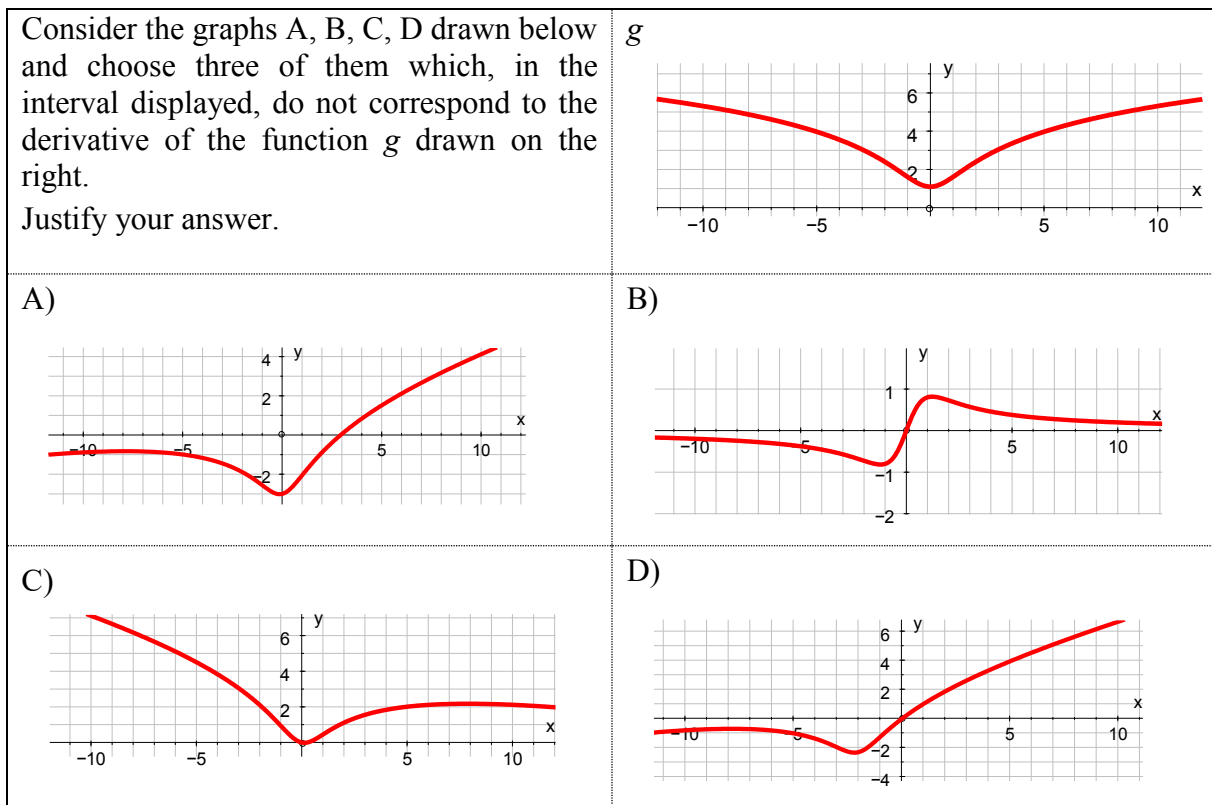 Consider the graphs A, B, C, D drawn below
and choose three of them which, in the
interval displayed, do not correspond to the
derivative of the function g drawn on the
right.
Justify your answer.
g
y
6
4
2
x
−10
−5
5
10
A)
4
y
2
x
−10
−5
5
10
−2
B)
y
1
x
−10
−5
5
10
−1
−2
C)
y
6
4
2
x
−10
−5
5
10
D)
6
y
4
2
x
−10
−5
5
10
−2
−4